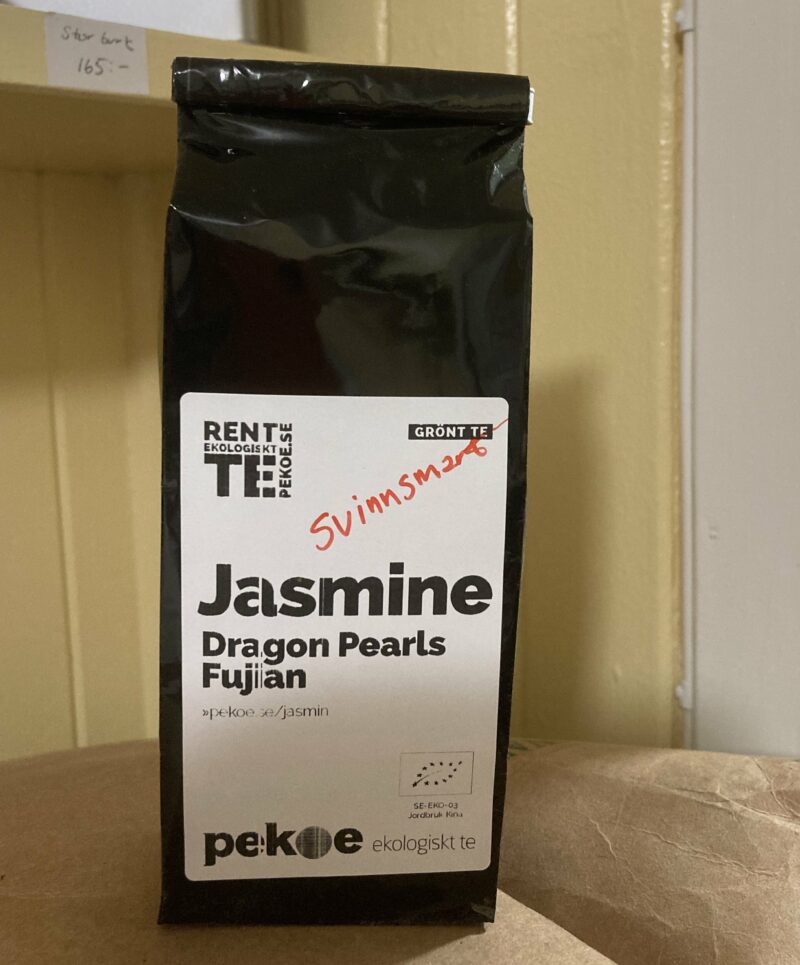 Stor burk
165:-
RENT
EKOLOGISKT
TE
PEKOE.SE
GRÖNT TE
svinnsmart
Jasmine
Dragon Pearls
Fujian
»pekoe.se/jasmin
SE-EKO-03
Jordbruk Kina
pekoe ekologiskt te